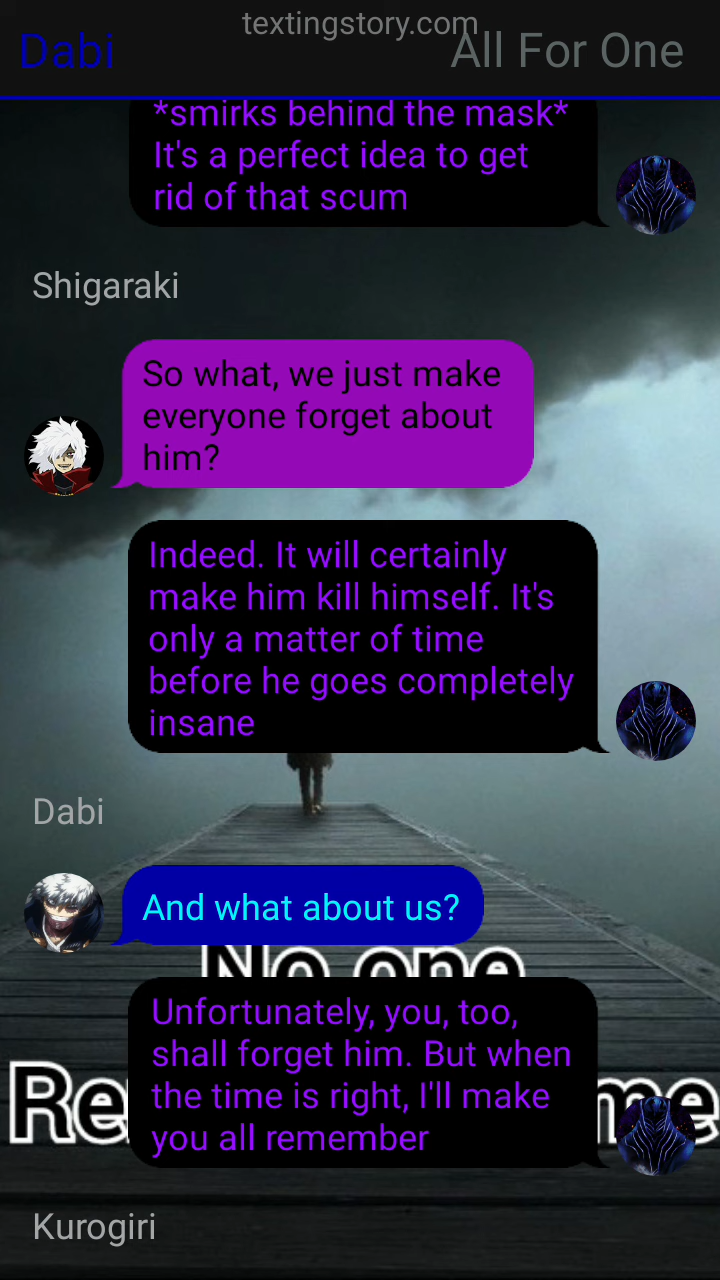 textingstory.com
Dabi
All For One
*smirks behind the mask*
It's a perfect idea to get
rid of that scum
Shigaraki
So what, we just make
everyone forget about
him?
Indeed. It will certainly
make him kill himself. It's
only a matter of time
before he goes completely
insane
Dabi
And what about us?
No one
Unfortunately, you, too,
shall forget him. But when
the time is right, I'll make
you all remember
Kurogiri